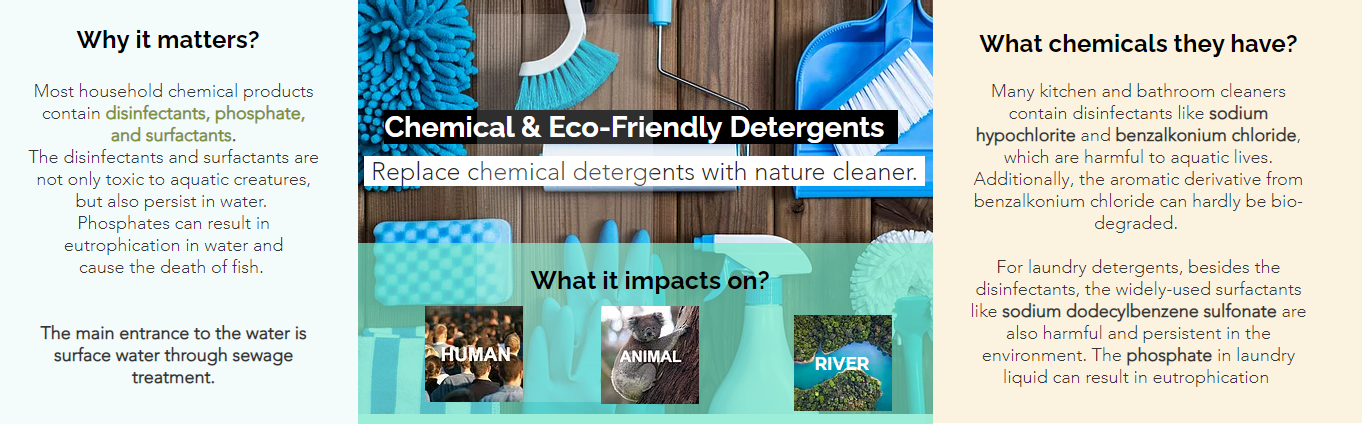 Why it matters?
Most household chemical products
contain disinfectants, phosphate,
and surfactants.
The disinfectants and surfactants are
not only toxic to aquatic creatures,
but also persist in water.
Phosphates can result in
eutrophication in water and
cause the death of fish.
The main entrance to the water is
surface water through sewage
treatment.
Chemical & Eco-Friendly Detergents
Replace chemical detergents with nature cleaner.
What it impacts on?
HUMAN
ANIMAL
RIVER
What chemicals they have?
Many kitchen and bathroom cleaners
contain disinfectants like sodium
hypochlorite and benzalkonium chloride,
which are harmful to aquatic lives.
Additionally, the aromatic derivative from
benzalkonium chloride can hardly be bio-
degraded.
For laundry detergents, besides the
disinfectants, the widely-used surfactants
like sodium dodecylbenzene sulfonate are
also harmful and persistent in the
environment. The phosphate in laundry
liquid can result in eutrophication